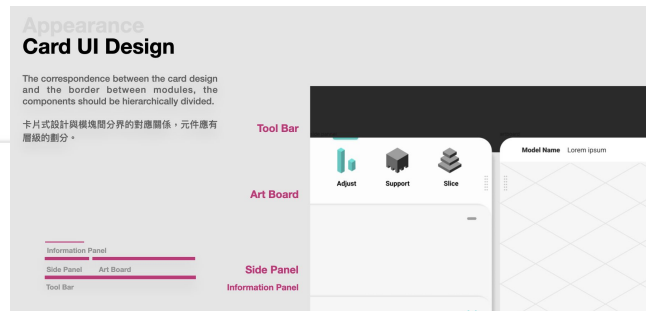 Appearance
Card UI Design
The correspondence between the card design
and the border between modules, the
components should be hierarchically divided.
卡片式設計與模塊間分界的對應關係，元件應有
層級的劃分。
Tool Bar
Art Board
Side Panel
Information Panel
Information Panel
Side Panel Art Board
Tool Bar
Adjust Support Slice
Model Name Lorem ipsum